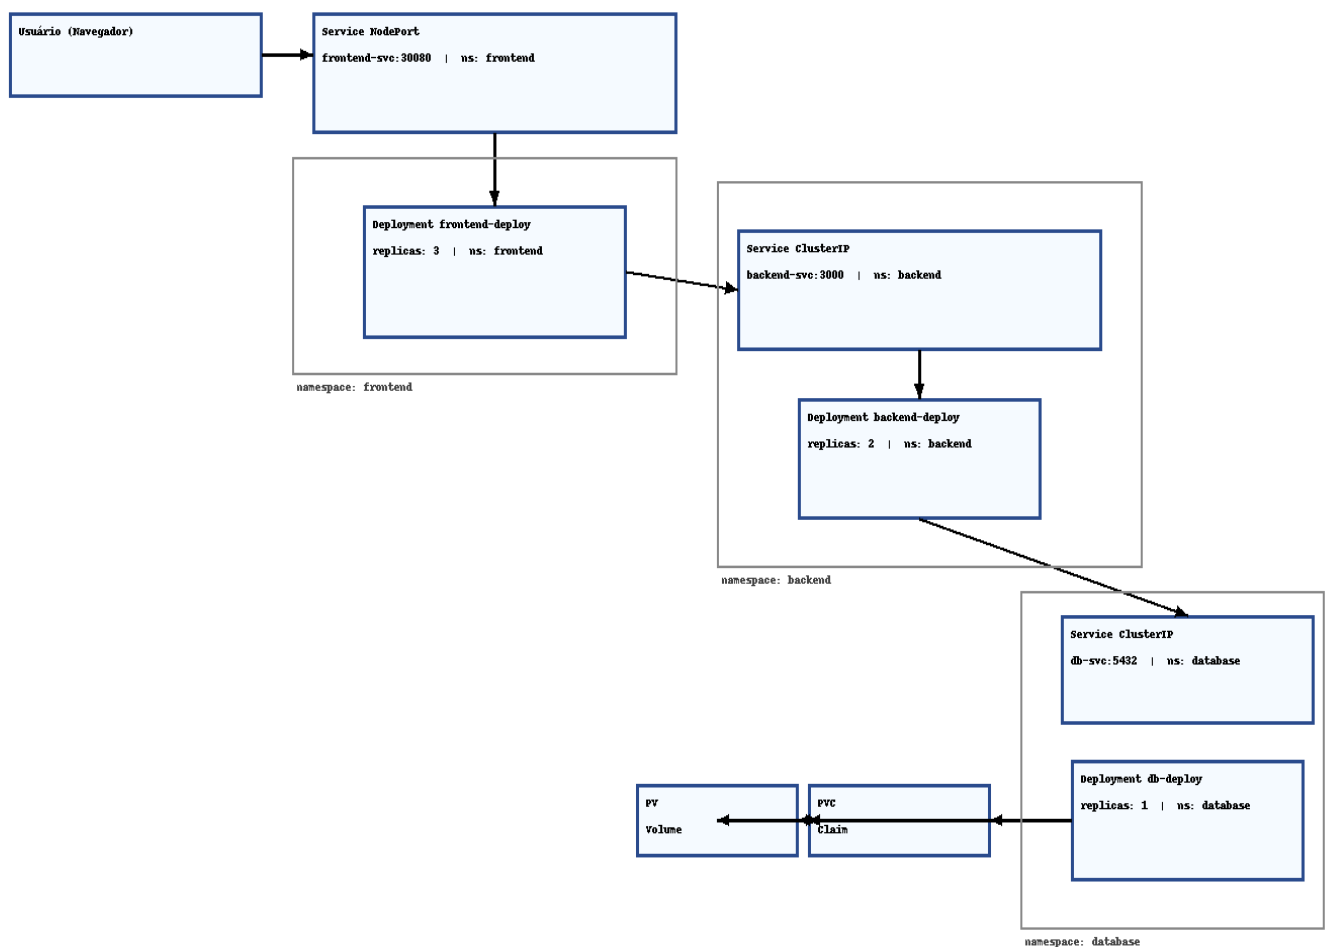 Usuário (Navegador)
Service NodePort
frontend-svc:30080 | ns: frontend
Deployment frontend-deploy
replicas: 3 | ns: frontend
namespace: frontend
Service ClusterIP
backend-svc:3000 | ns: backend
Deployment backend-deploy
replicas: 2 | ns: backend
namespace: backend
Service ClusterIP
db-svc:5432 | ns: database
Deployment db-deploy
replicas: 1 | ns: database
PV
Volume
PVC
Claim
namespace: database